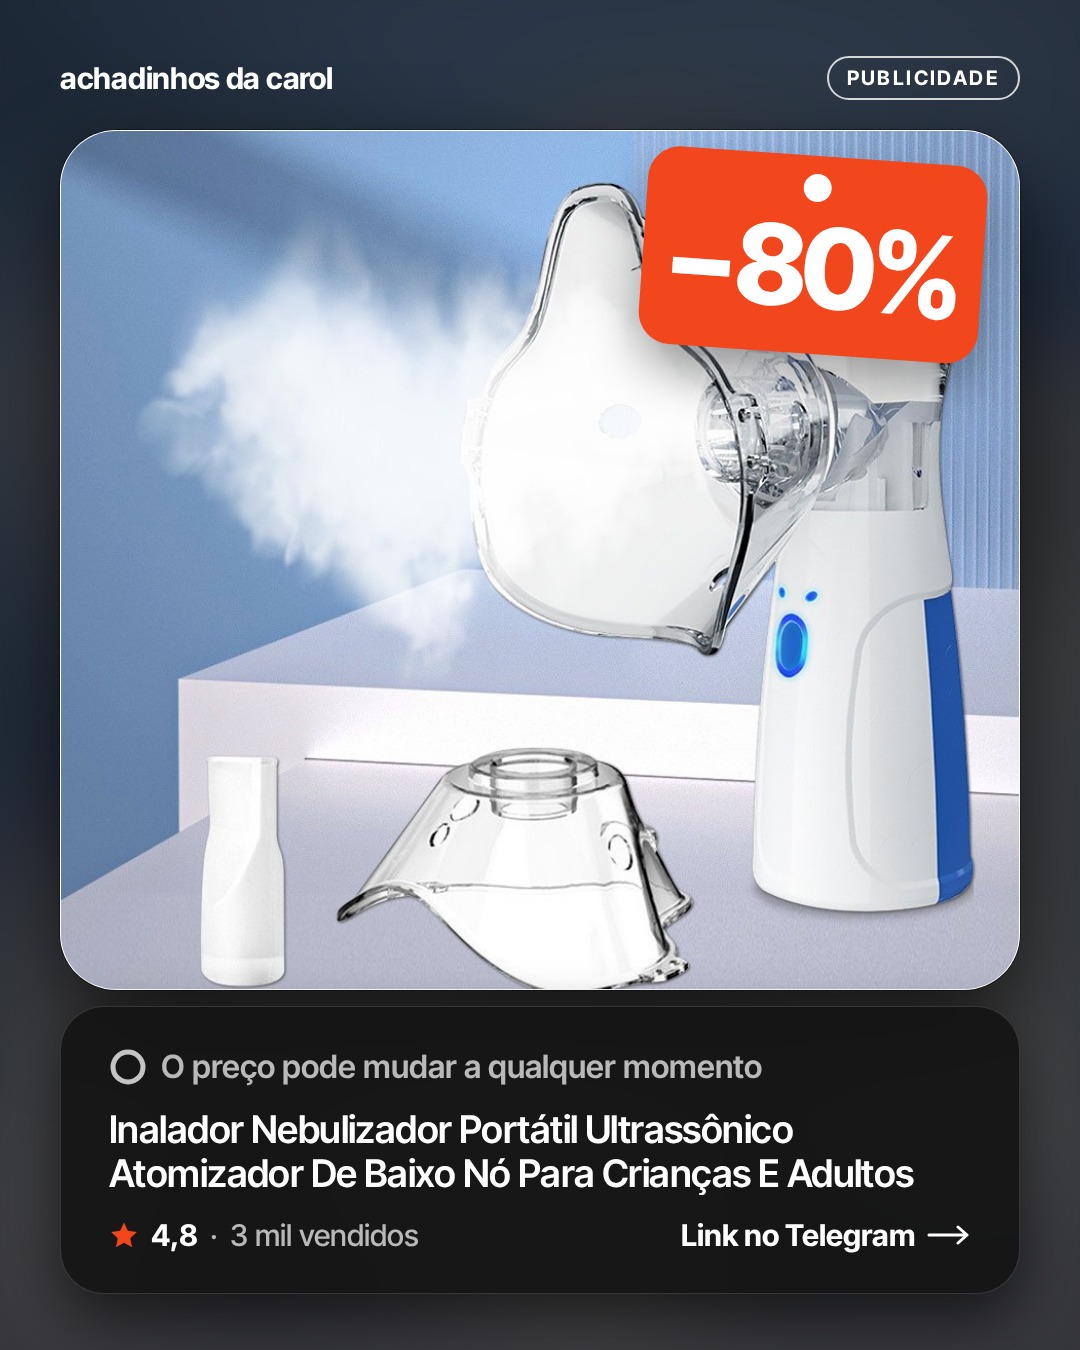 achadinhos da carol
PUBLICIDADE
−80%
O preço pode mudar a qualquer momento
Inalador Nebulizador Portátil Ultrassônico
Atomizador De Baixo Nó Para Crianças E Adultos
4,8 · 3 mil vendidos
Link no Telegram →